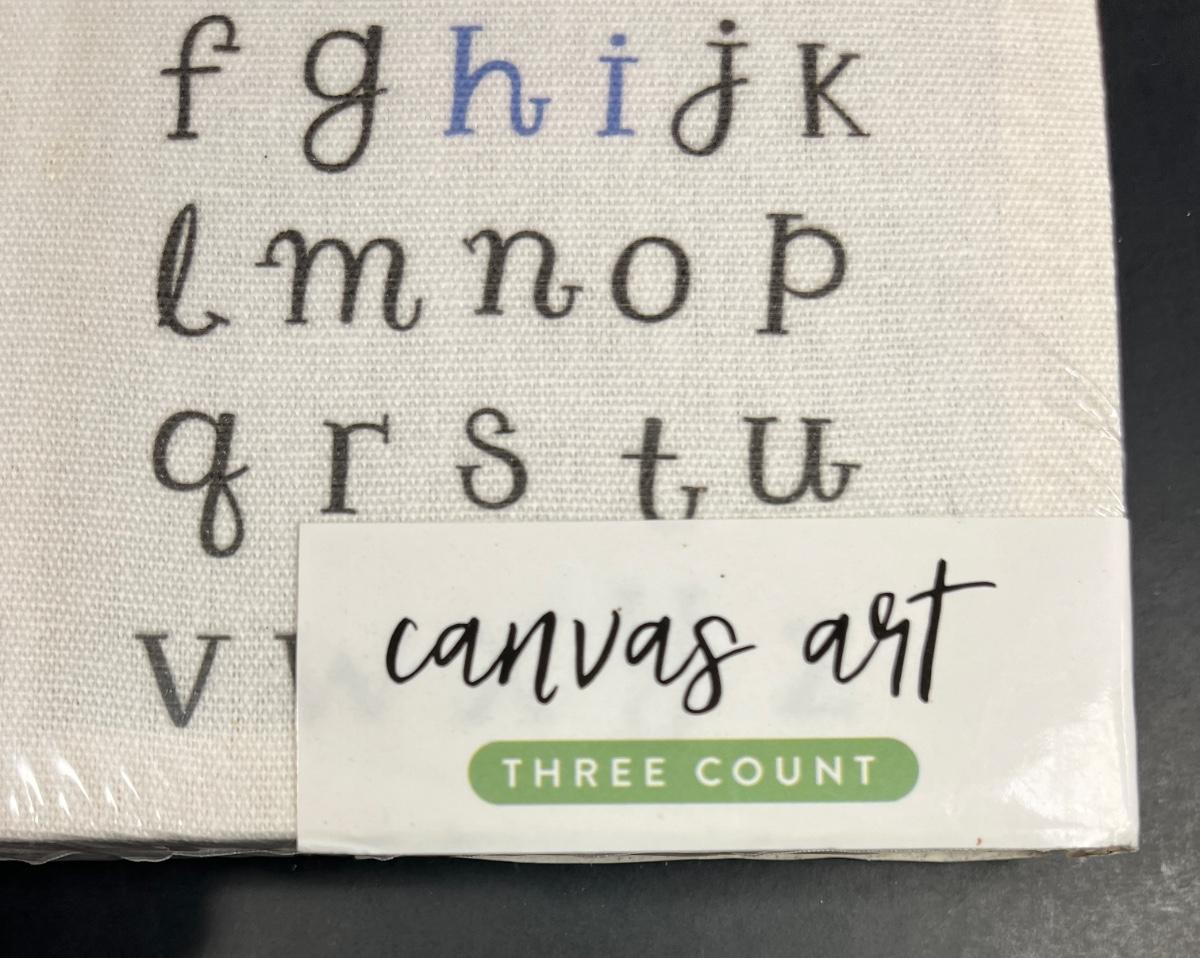 f g h i j k
l m n o p
q r s t u
v w
canvas art
THREE COUNT